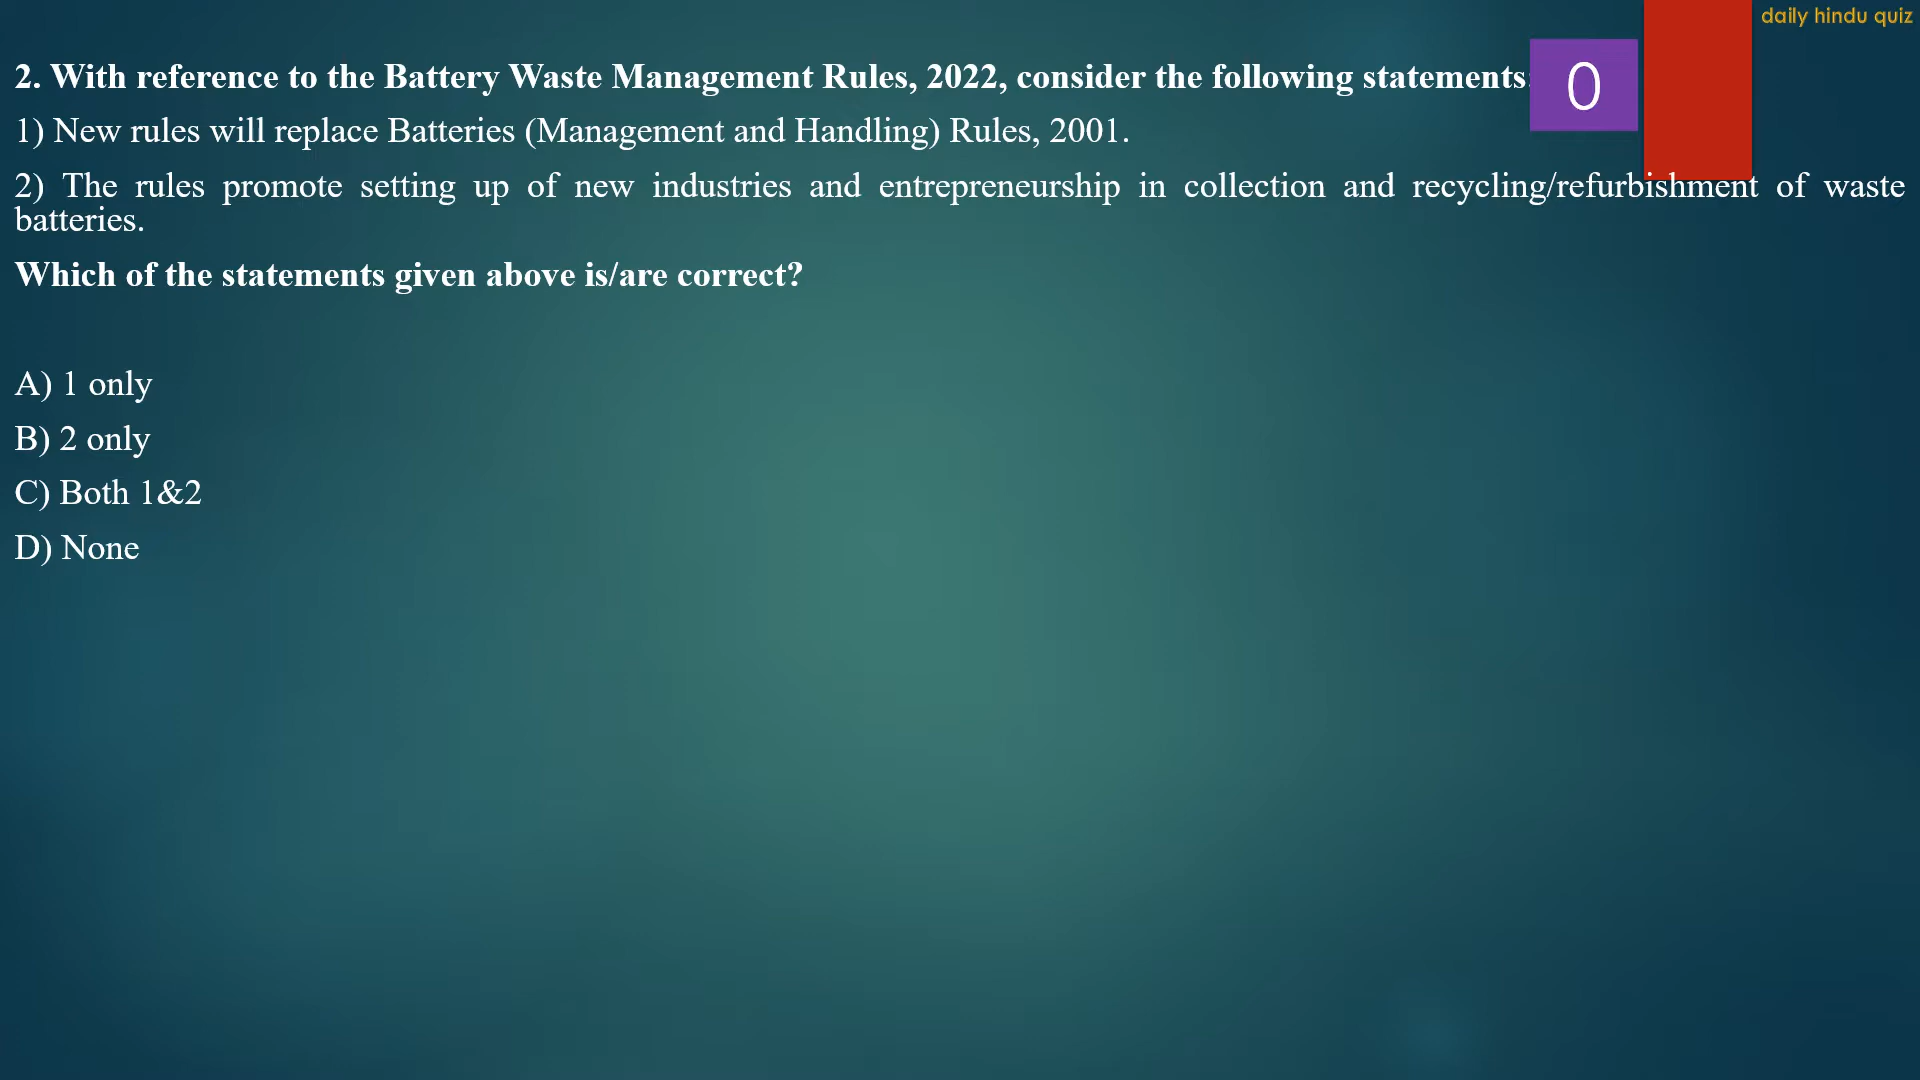 daily hindu quiz
2. With reference to the Battery Waste Management Rules, 2022, consider the following statements:
0
1) New rules will replace Batteries (Management and Handling) Rules, 2001.
2) The rules promote setting up of new industries and entrepreneurship in collection and recycling/refurbishment of waste
batteries.
Which of the statements given above is/are correct?
A) 1 only
B) 2 only
C) Both 1&2
D) None